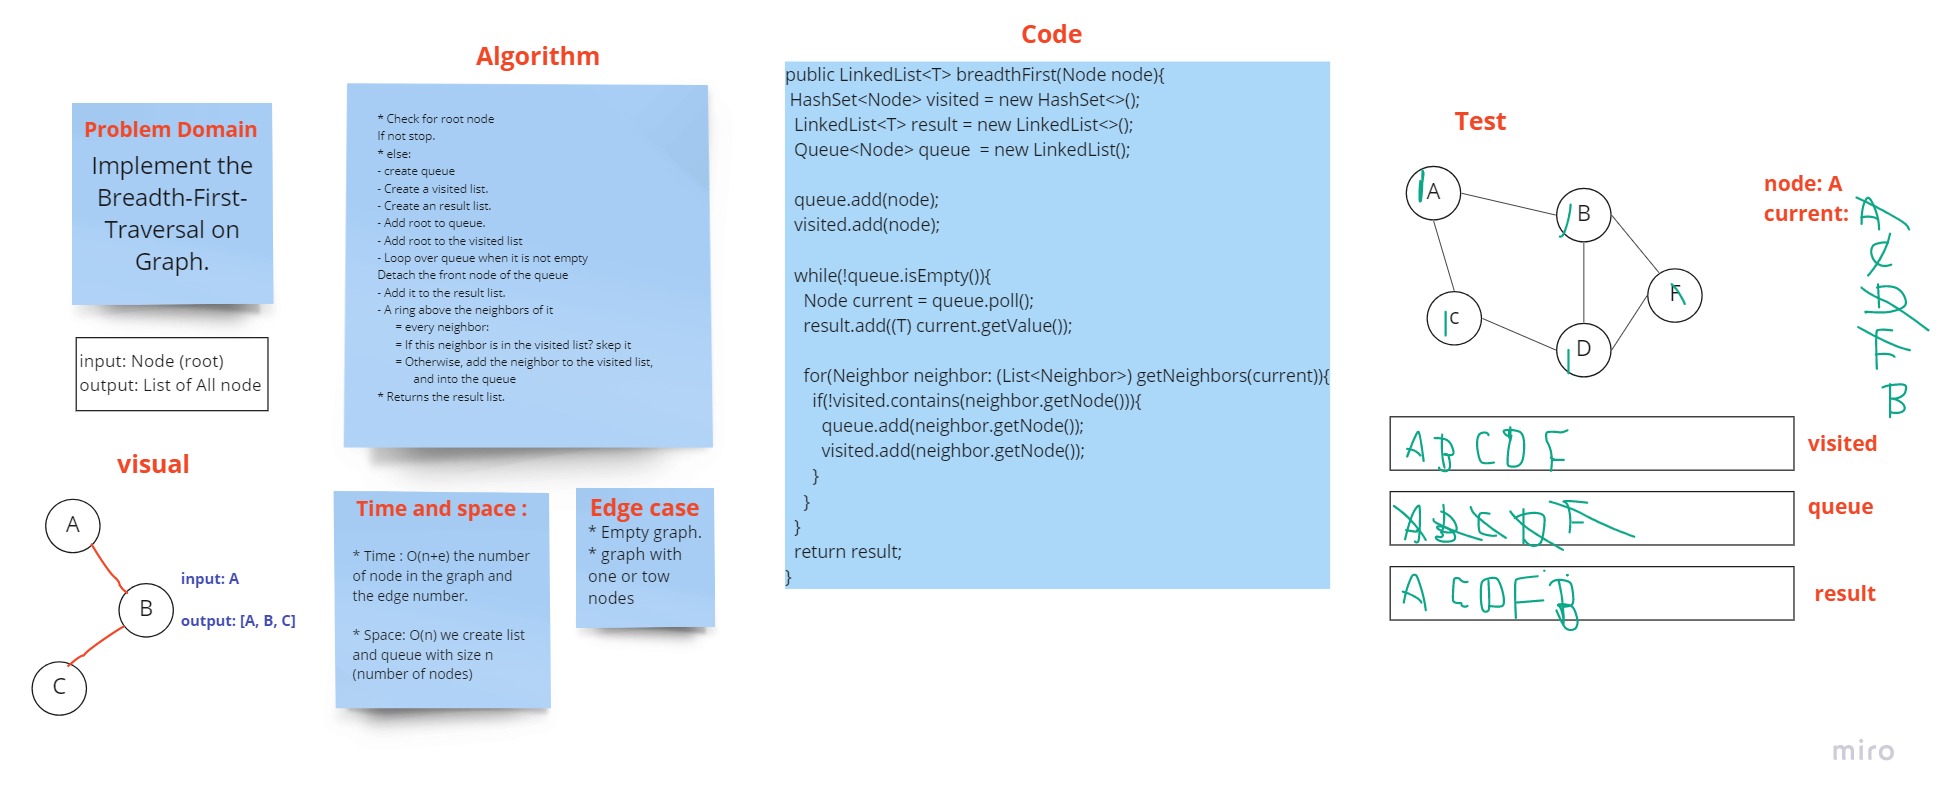 Problem Domain
Implement the
Breadth-First-
Traversal on
Graph.
input: Node (root)
output: List of All node
visual
A
B
C
input: A
output: [A, B, C]
Algorithm
* Check for root node
If not stop.
* else:
- create queue
- Create a visited list.
- Create an result list.
- Add root to queue.
- Add root to the visited list
- Loop over queue when it is not empty
Detach the front node of the queue
- Add it to the result list.
- A ring above the neighbors of it
= every neighbor:
= If this neighbor is in the visited list? skep it
= Otherwise, add the neighbor to the visited list,
and into the queue
* Returns the result list.
Time and space :
* Time : O(n+e) the number
of node in the graph and
the edge number.
* Space: O(n) we create list
and queue with size n
(number of nodes)
Edge case
* Empty graph.
* graph with
one or tow
nodes
Code
public LinkedList<T> breadthFirst(Node node){
HashSet<Node> visited = new HashSet<>();
LinkedList<T> result = new LinkedList<>();
Queue<Node> queue  = new LinkedList();
queue.add(node);
visited.add(node);
while(!queue.isEmpty()){
Node current = queue.poll();
result.add((T) current.getValue());
for(Neighbor neighbor: (List<Neighbor>) getNeighbors(current)){
if(!visited.contains(neighbor.getNode())){
queue.add(neighbor.getNode());
visited.add(neighbor.getNode());
}
}
}
return result;
}
Test
A
B
F
C
D
node: A
current: A
C
D
F
B
A B C D F
visited
A B C D F
queue
A C D F B
result
miro